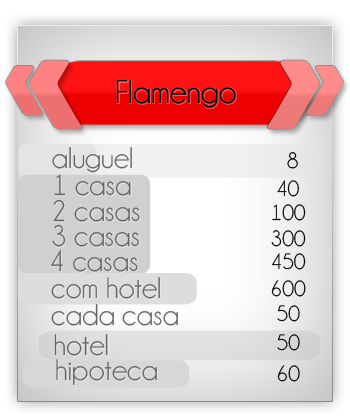 Flamengo
aluguel 8
1 casa 40
2 casas 100
3 casas 300
4 casas 450
com hotel 600
cada casa 50
hotel 50
hipoteca 60